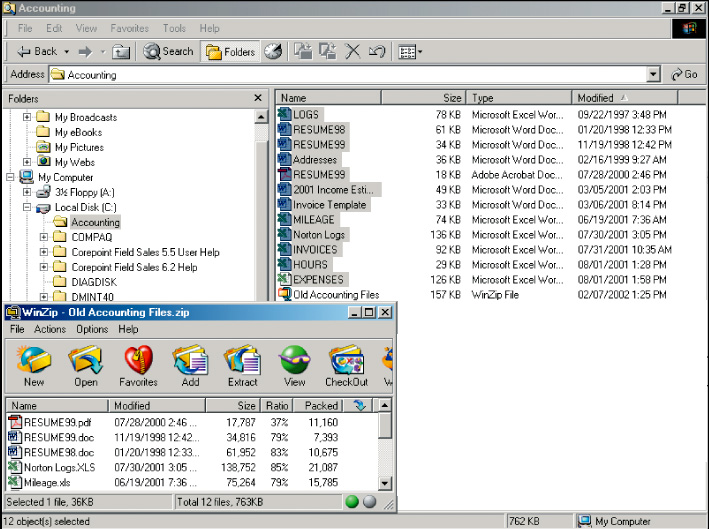 Accounting
File Edit View Favorites Tools Help
Back Search Folders
Address Accounting Go
Folders
My Broadcasts
My eBooks
My Pictures
My Webs
My Computer
3½ Floppy (A:)
Local Disk (C:)
Accounting
COMPAQ
Corepoint Field Sales 5.5 User Help
Corepoint Field Sales 6.2 Help
DIAGDISK
DMINT40
Name Size Type Modified
LOGS 78 KB Microsoft Excel Wor... 09/22/1997 3:48 PM
RESUME98 61 KB Microsoft Word Doc... 01/20/1998 12:33 PM
RESUME99 34 KB Microsoft Word Doc... 11/19/1998 12:42 PM
Addresses 36 KB Microsoft Word Doc... 02/16/1999 9:27 AM
RESUME99 18 KB Adobe Acrobat Doc... 07/28/2000 2:46 PM
2001 Income Esti... 49 KB Microsoft Word Doc... 03/05/2001 2:03 PM
Invoice Template 33 KB Microsoft Word Doc... 03/06/2001 8:14 PM
MILEAGE 74 KB Microsoft Excel Wor... 06/19/2001 7:36 AM
Norton Logs 136 KB Microsoft Excel Wor... 07/30/2001 3:05 PM
INVOICES 92 KB Microsoft Excel Wor... 07/31/2001 10:35 AM
HOURS 29 KB Microsoft Excel Wor... 08/01/2001 1:28 PM
EXPENSES 126 KB Microsoft Excel Wor... 08/01/2001 1:58 PM
Old Accounting Files 157 KB WinZip File 02/07/2002 1:25 PM
WinZip - Old Accounting Files.zip
File Actions Options Help
New Open Favorites Add Extract View CheckOut W
Name Modified Size Ratio Packed
RESUME99.pdf 07/28/2000 2:46 ... 17,787 37% 11,160
RESUME99.doc 11/19/1998 12:42... 34,816 79% 7,393
RESUME98.doc 01/20/1998 12:33... 61,952 83% 10,675
Norton Logs.XLS 07/30/2001 3:05 ... 138,752 85% 21,087
Mileage.xls 06/19/2001 7:36 ... 75,264 79% 15,785
Selected 1 file, 36KB Total 12 files, 763KB
12 object(s) selected 762 KB My Computer